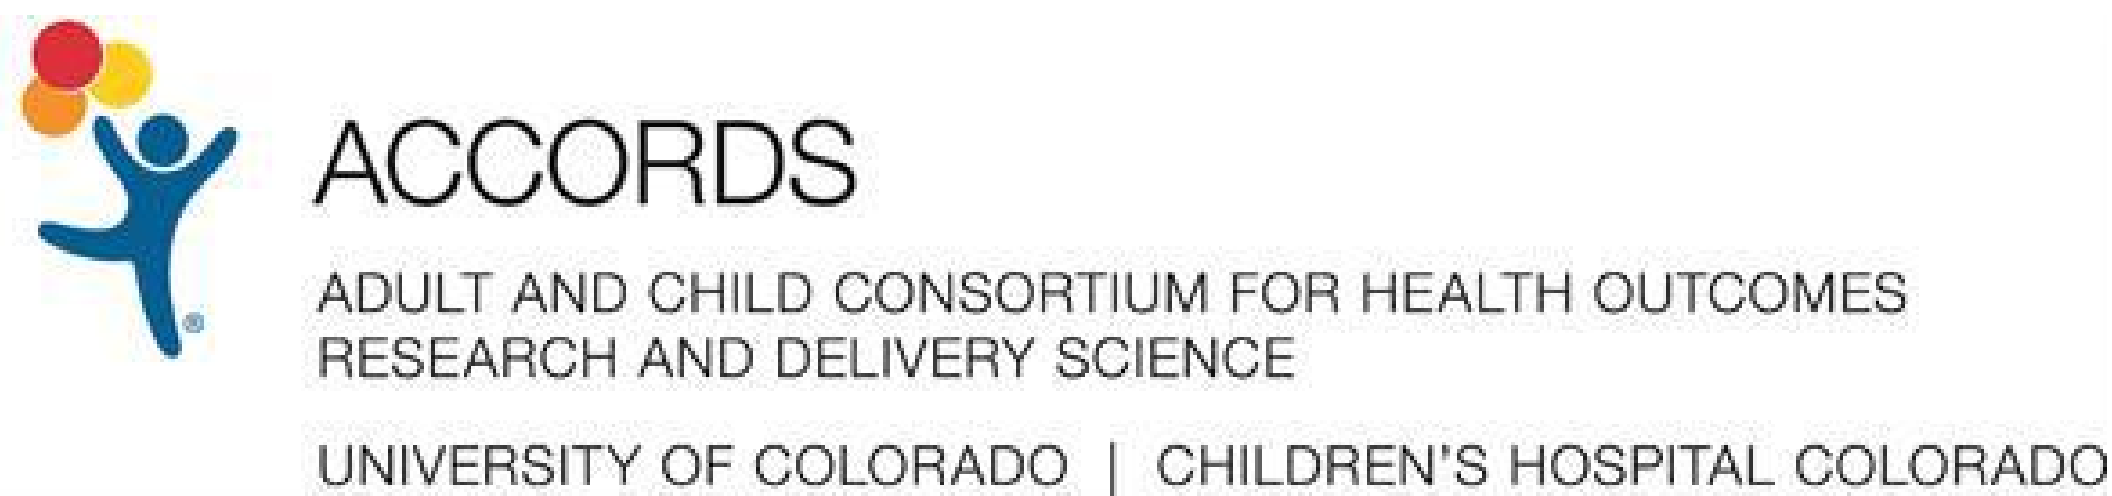 ACCORDS
ADULT AND CHILD CONSORTIUM FOR HEALTH OUTCOMES
RESEARCH AND DELIVERY SCIENCE
UNIVERSITY OF COLORADO | CHILDREN'S HOSPITAL COLORADO
®